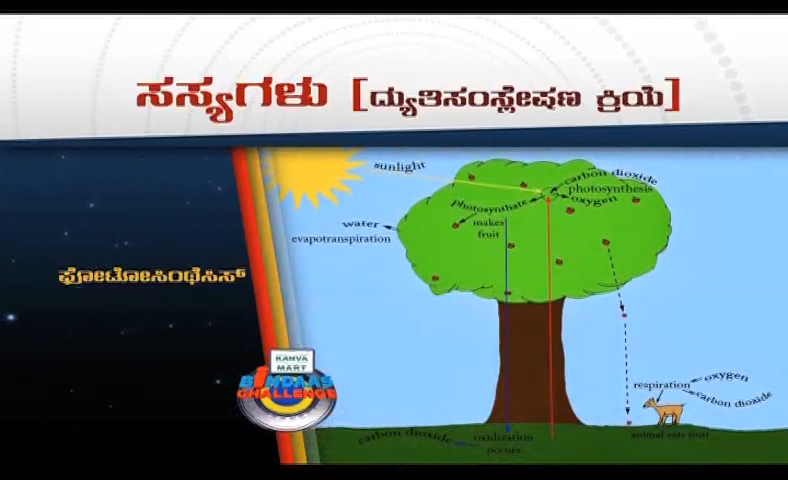 ಸಸ್ಯಗಳು [ದ್ಯುತಿಸಂಸ್ಲೇಷಣ ಕ್ರಿಯೆ]
sunlight
carbon dioxide
photosynthesis
oxygen
photosynthate
makes
fruit
water
evapotranspiration
ಫೋಟೋಸಿಂಥೆಸಿಸ್
KAHVA
MART
BINDAAS
CHALLENGE
respiration
oxygen
carbon dioxide
animal eats fruit
carbon dioxide
oxidization
occurs